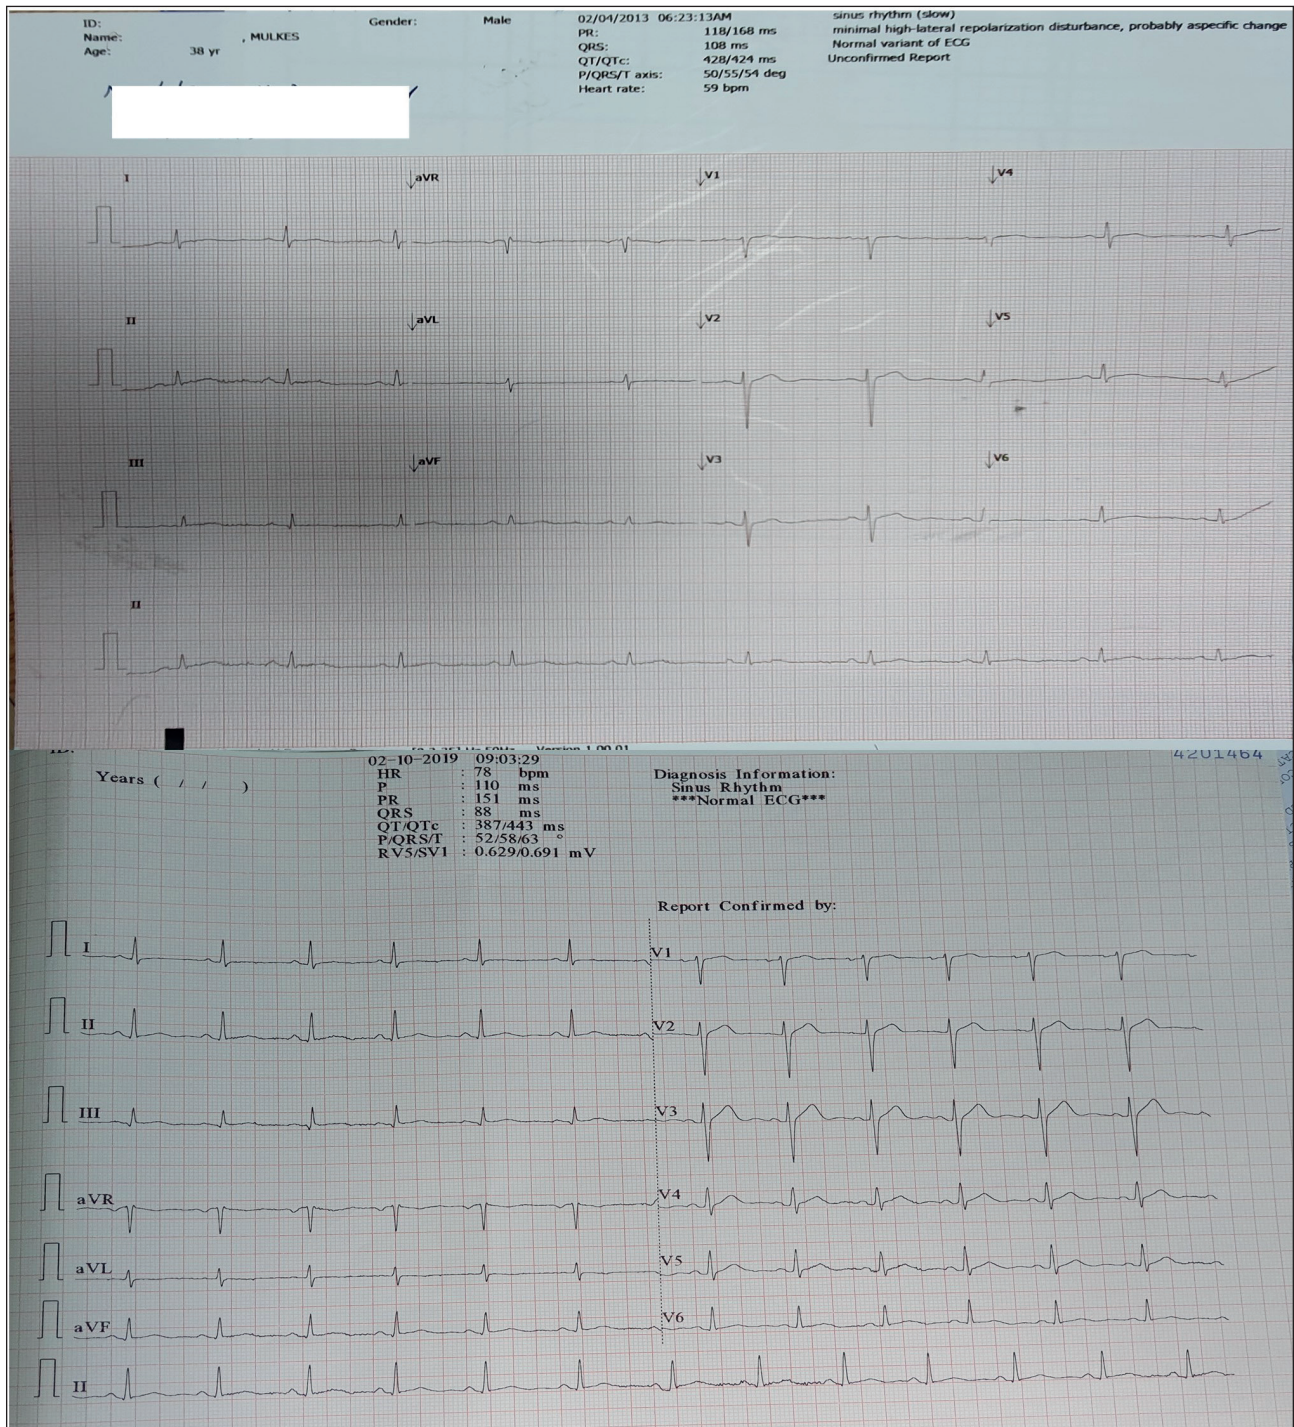 ID: Gender: Male 02/04/2013 06:23:13AM sinus rhythm (slow)
Name: , MULKES PR: 118/168 ms minimal high-lateral repolarization disturbance, probably aspecific change
Age: 38 yr QRS: 108 ms Normal variant of ECG
QT/QTc: 428/424 ms Unconfirmed Report
P/QRS/T axis: 50/55/54 deg
Heart rate: 59 bpm
I aVR V1 V4
II aVL V2 V5
III aVF V3 V6
II
Version 1.00.01
02-10-2019 09:03:29 4201464
Years ( / / ) HR : 78 bpm Diagnosis Information:
P : 110 ms Sinus Rhythm
PR : 151 ms ***Normal ECG***
QRS : 88 ms
QT/QTc : 387/443 ms
P/QRS/T : 52/58/63 °
RV5/SV1 : 0.629/0.691 mV
Report Confirmed by:
I V1
II V2
III V3
aVR V4
aVL V5
aVF V6
II